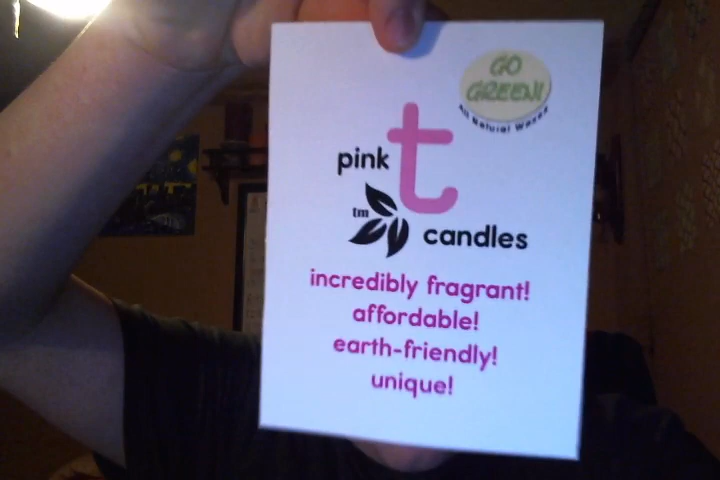 GO
GREEN!
All Natural Waxes
pink t
tm
candles
incredibly fragrant!
affordable!
earth-friendly!
unique!